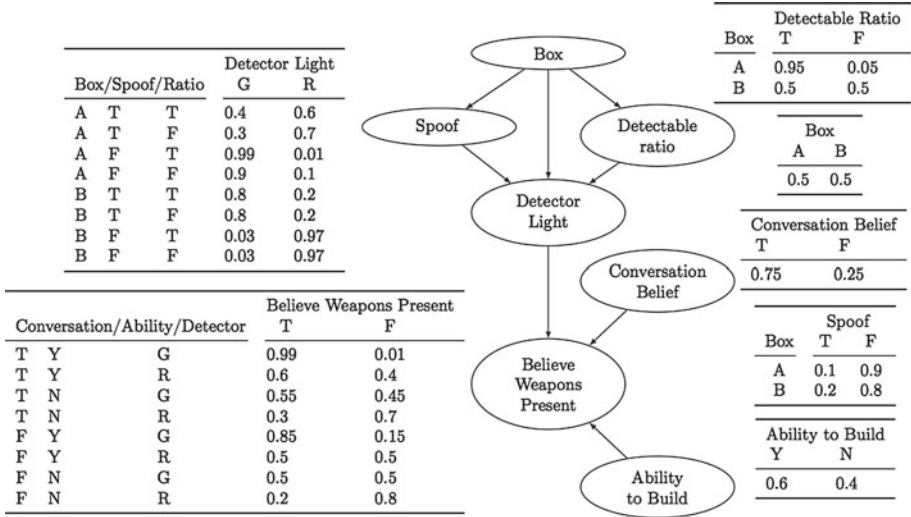 Detector Light
Box/Spoof/Ratio G R
A T T 0.4 0.6
A T F 0.3 0.7
A F T 0.99 0.01
A F F 0.9 0.1
B T T 0.8 0.2
B T F 0.8 0.2
B F T 0.03 0.97
B F F 0.03 0.97
Believe Weapons Present
Conversation/Ability/Detector T F
T Y G 0.99 0.01
T Y R 0.6 0.4
T N G 0.55 0.45
T N R 0.3 0.7
F Y G 0.85 0.15
F Y R 0.5 0.5
F N G 0.5 0.5
F N R 0.2 0.8
Box
Spoof
Detectable
ratio
Detector
Light
Conversation
Belief
Believe
Weapons
Present
Ability
to Build
Detectable Ratio
Box T F
A 0.95 0.05
B 0.5 0.5
Box
A B
0.5 0.5
Conversation Belief
T F
0.75 0.25
Spoof
Box T F
A 0.1 0.9
B 0.2 0.8
Ability to Build
Y N
0.6 0.4